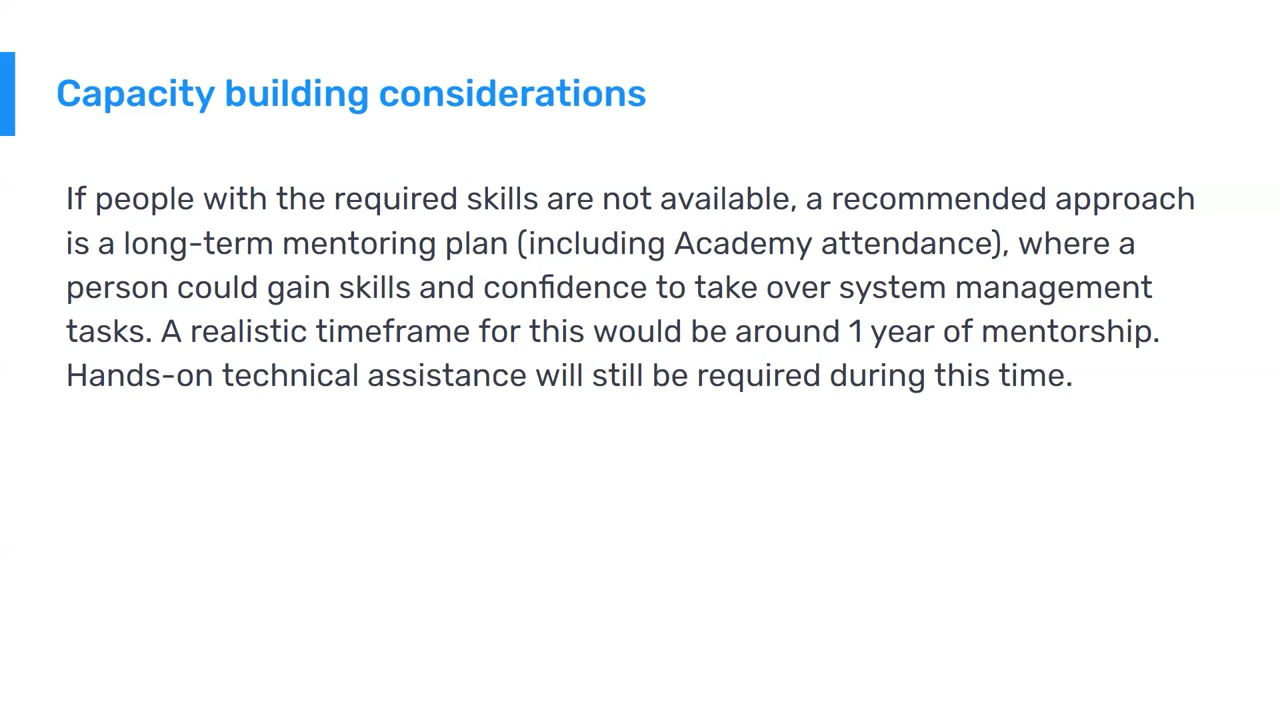 Capacity building considerations
If people with the required skills are not available, a recommended approach
is a long-term mentoring plan (including Academy attendance), where a
person could gain skills and confidence to take over system management
tasks. A realistic timeframe for this would be around 1 year of mentorship.
Hands-on technical assistance will still be required during this time.